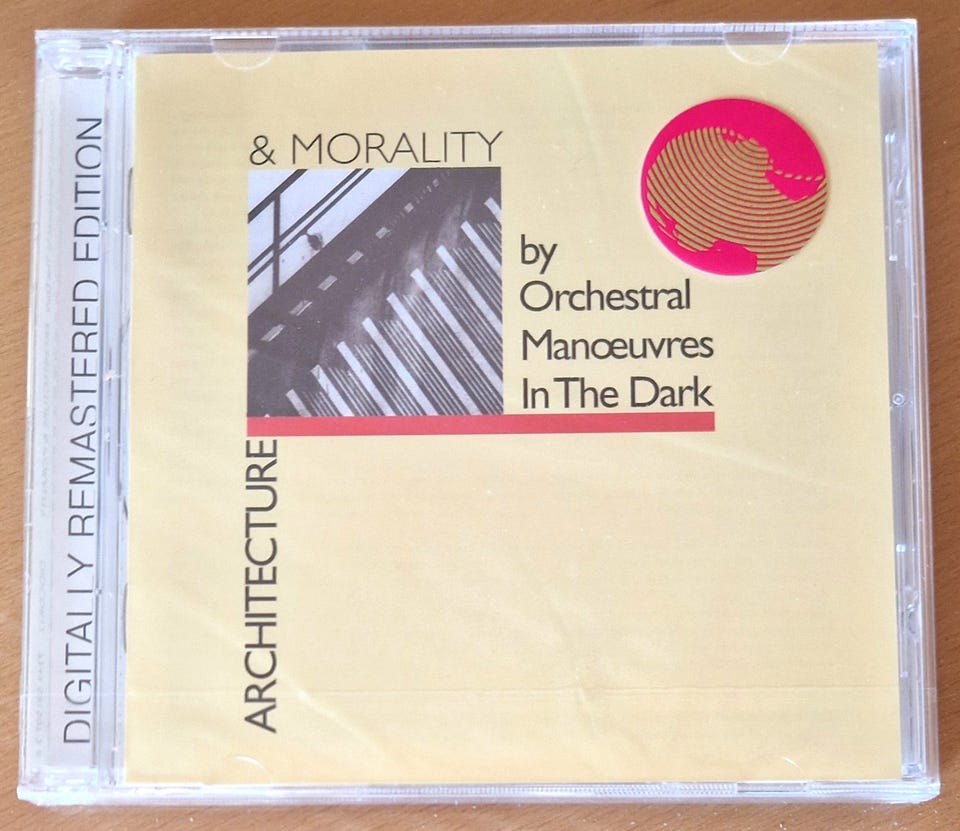 DIGITALLY REMASTERED EDITION
& MORALITY
by
Orchestral
Manœuvres
In The Dark
ARCHITECTURE